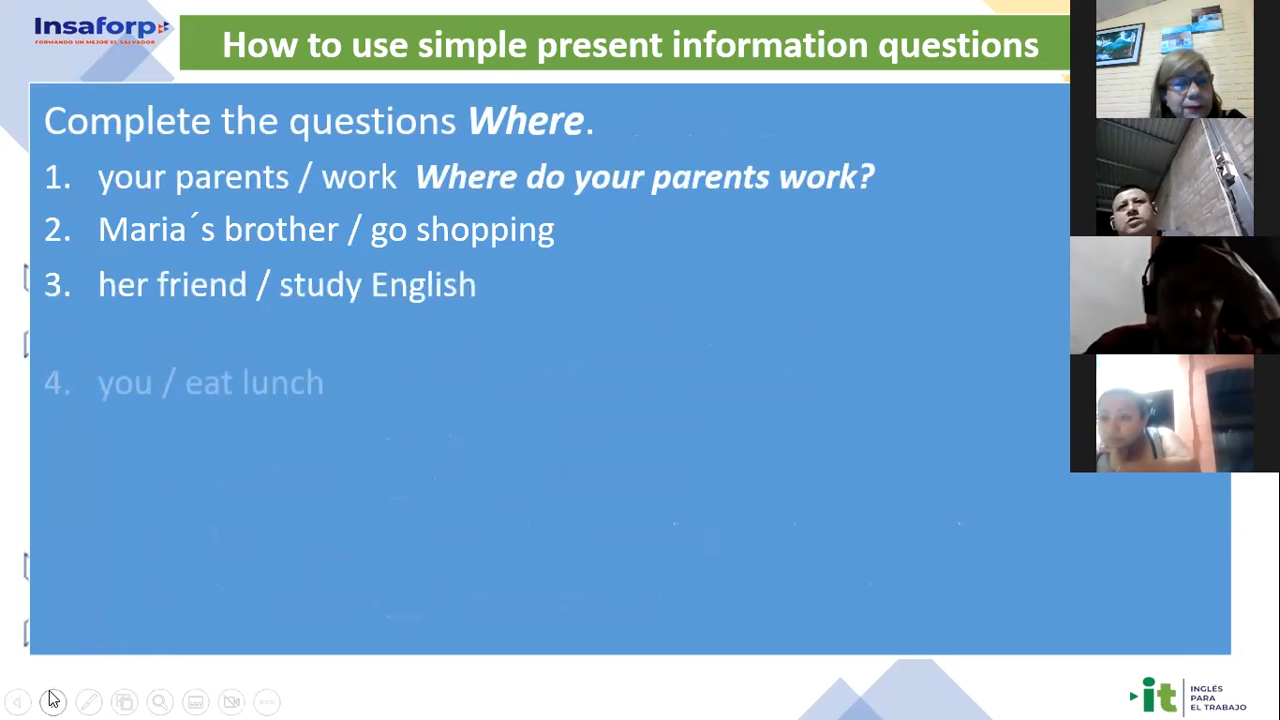 Insaforp
FORMANDO UN MEJOR EL SALVADOR
How to use simple present information questions
Complete the questions Where.
1. your parents / work Where do your parents work?
2. Maria´s brother / go shopping
3. her friend / study English
4. you / eat lunch
it
INGLÉS
PARA
EL TRABAJO